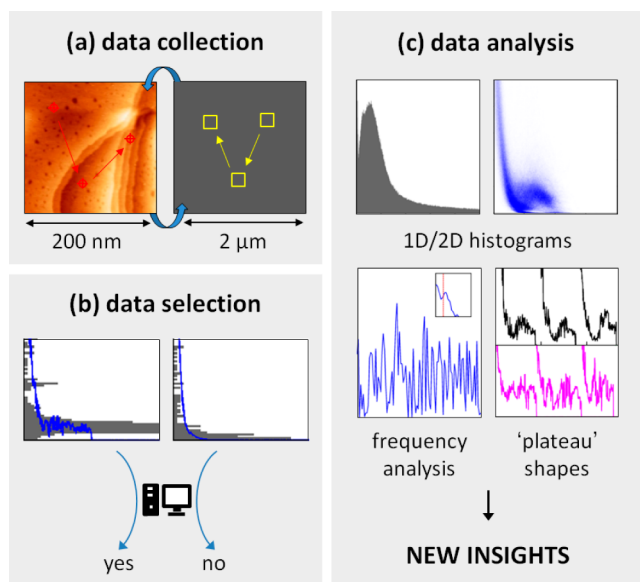 (a) data collection
200 nm
2 µm
(b) data selection
yes
no
(c) data analysis
1D/2D histograms
frequency
analysis
'plateau'
shapes
NEW INSIGHTS